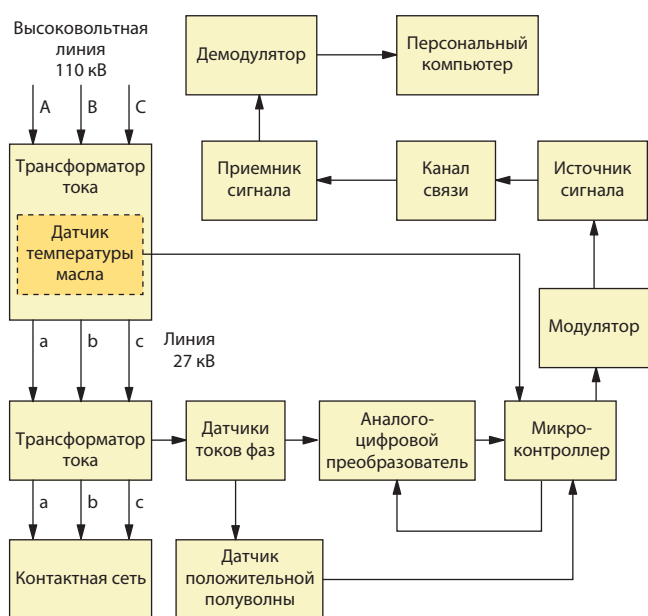 Высоковольтная
линия
110 кВ
A
B
C
Трансформатор
тока
Датчик
температуры
масла
a
b
c
Линия
27 кВ
Трансформатор
тока
a
b
c
Контактная сеть
Датчики
токов фаз
Датчик
положительной
полуволны
Аналого-
цифровой
преобразователь
Микро-
контроллер
Модулятор
Источник
сигнала
Канал
связи
Приемник
сигнала
Демодулятор
Персональный
компьютер